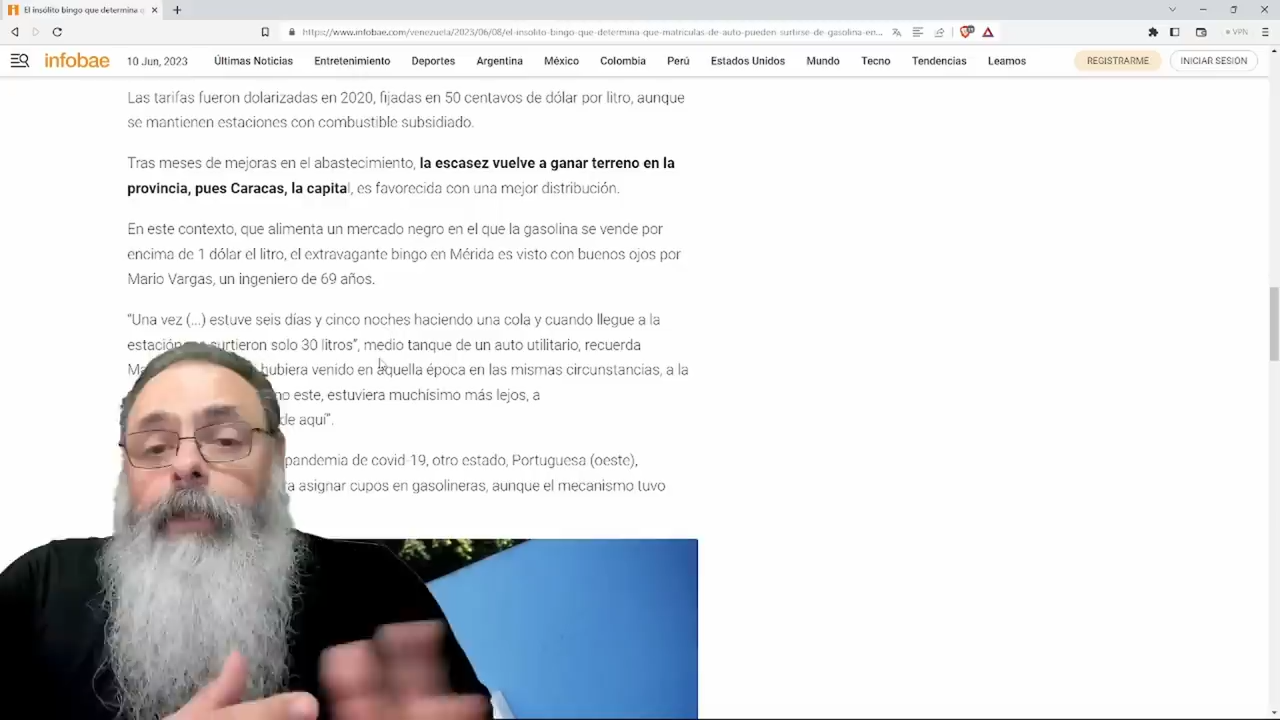 El insólito bingo que determina q
https://www.infobae.com/venezuela/2023/06/08/el-insolito-bingo-que-determina-que-matriculas-de-auto-pueden-surtirse-de-gasolina-en...
VPN
infobae
10 Jun, 2023
Últimas Noticias
Entretenimiento
Deportes
Argentina
México
Colombia
Perú
Estados Unidos
Mundo
Tecno
Tendencias
Leamos
REGISTRARME
INICIAR SESIÓN
Las tarifas fueron dolarizadas en 2020, fijadas en 50 centavos de dólar por litro, aunque
se mantienen estaciones con combustible subsidiado.
Tras meses de mejoras en el abastecimiento, la escasez vuelve a ganar terreno en la
provincia, pues Caracas, la capital, es favorecida con una mejor distribución.
En este contexto, que alimenta un mercado negro en el que la gasolina se vende por
encima de 1 dólar el litro, el extravagante bingo en Mérida es visto con buenos ojos por
Mario Vargas, un ingeniero de 69 años.
“Una vez (...) estuve seis días y cinco noches haciendo una cola y cuando llegue a la
estación surtieron solo 30 litros”, medio tanque de un auto utilitario, recuerda
hubiera venido en aquella época en las mismas circunstancias, a la
este, estuviera muchísimo más lejos, a
de aquí”.
pandemia de covid-19, otro estado, Portuguesa (oeste),
asignar cupos en gasolineras, aunque el mecanismo tuvo